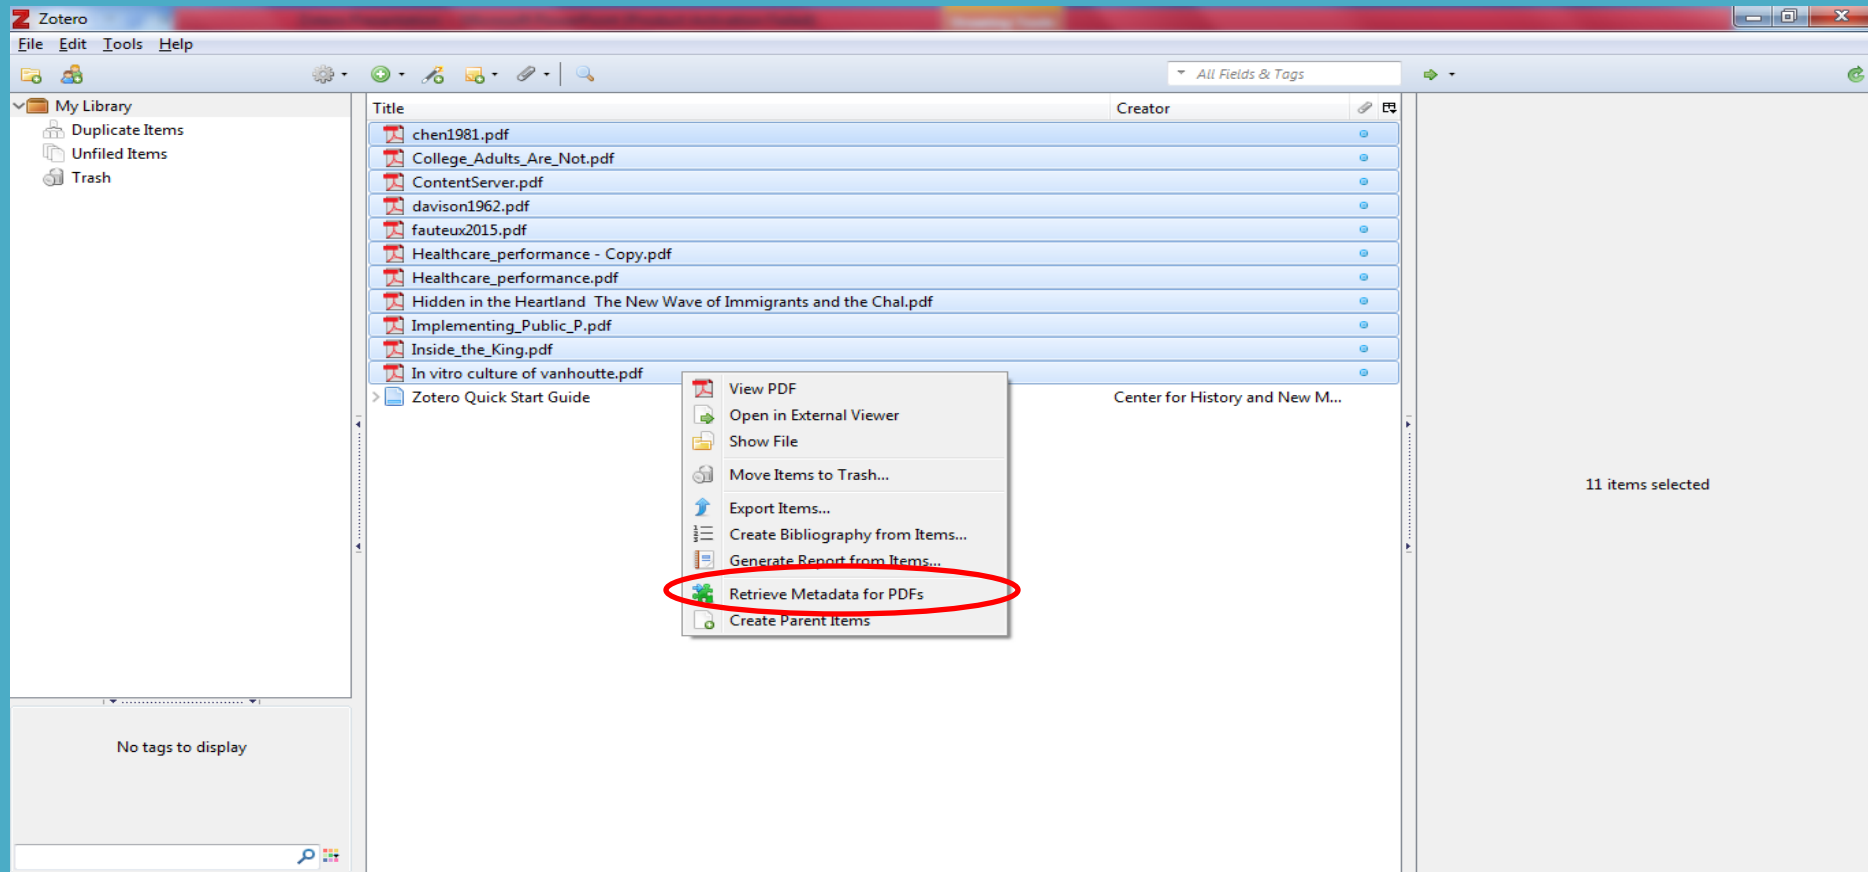 Zotero
File Edit Tools Help
All Fields & Tags
My Library
Duplicate Items
Unfiled Items
Trash
Title Creator
chen1981.pdf
College_Adults_Are_Not.pdf
ContentServer.pdf
davison1962.pdf
fauteux2015.pdf
Healthcare_performance - Copy.pdf
Healthcare_performance.pdf
Hidden in the Heartland The New Wave of Immigrants and the Chal.pdf
Implementing_Public_P.pdf
Inside_the_King.pdf
In vitro culture of vanhoutte.pdf
Zotero Quick Start Guide Center for History and New M...
View PDF
Open in External Viewer
Show File
Move Items to Trash...
Export Items...
Create Bibliography from Items...
Generate Report from Items...
Retrieve Metadata for PDFs
Create Parent Items
11 items selected
No tags to display